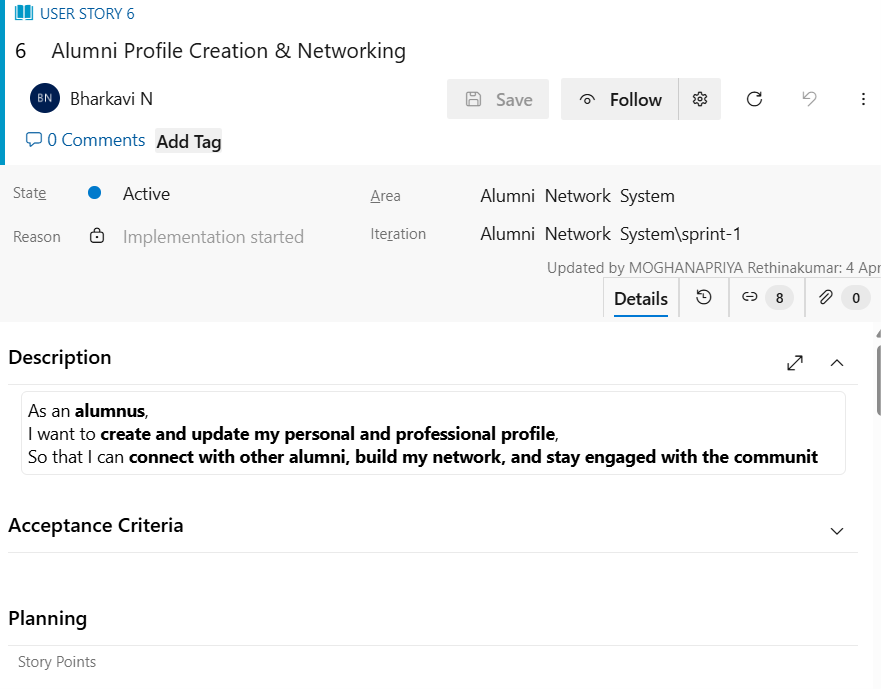 USER STORY 6
6 Alumni Profile Creation & Networking
BN Bharkavi N
Save Follow
0 Comments Add Tag
State Active Area Alumni Network System
Reason Implementation started Iteration Alumni Network System\sprint-1
Updated by MOGHANAPRIYA Rethinakumar: 4 Apr
Details 8 0
Description
As an alumnus,
I want to create and update my personal and professional profile,
So that I can connect with other alumni, build my network, and stay engaged with the communit
Acceptance Criteria
Planning
Story Points